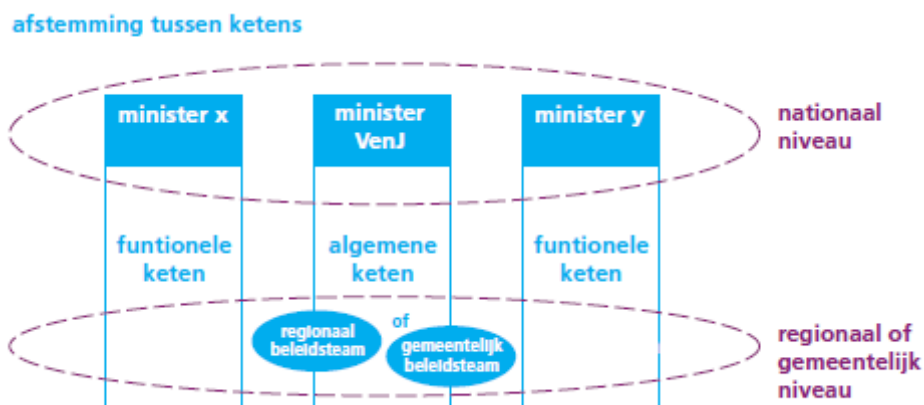 afstemming tussen ketens
minister x
minister
VenJ
minister y
nationaal
niveau
funtionele
keten
algemene
keten
funtionele
keten
regionaal
beleidsteam
of
gemeentelijk
beleidsteam
regionaal of
gemeentelijk
niveau